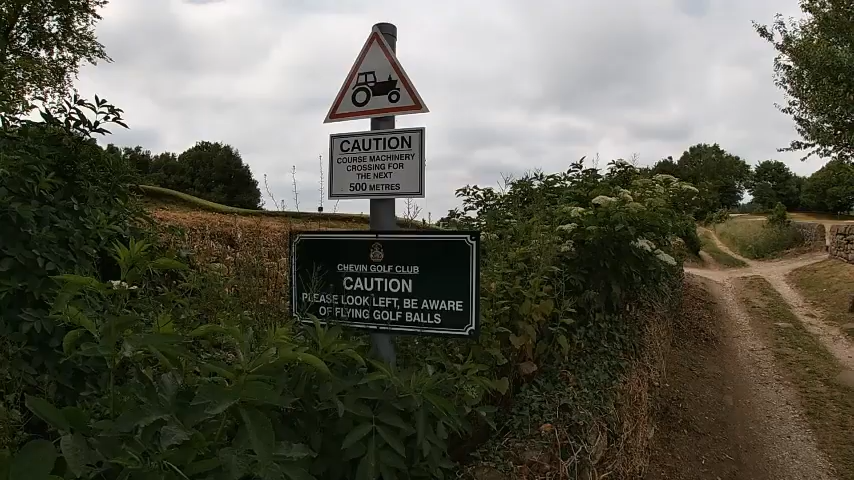 CAUTION
COURSE MACHINERY
CROSSING FOR
THE NEXT
500 METRES
CHEVIN GOLF CLUB
CAUTION
PLEASE LOOK LEFT, BE AWARE
OF FLYING GOLF BALLS